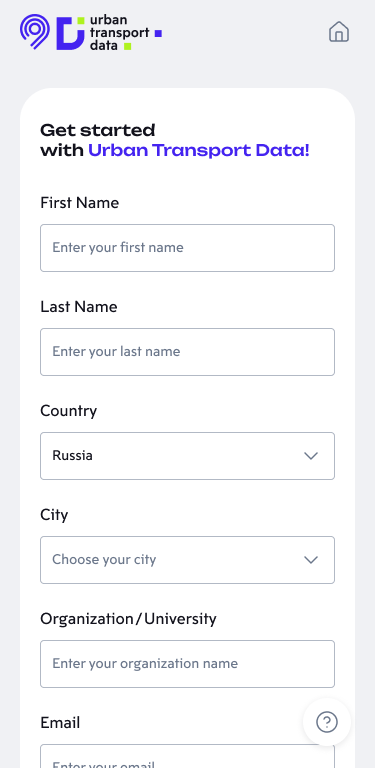 urban
transport
data
Get started
with Urban Transport Data!
First Name
Enter your first name
Last Name
Enter your last name
Country
Russia
City
Choose your city
Organization/University
Enter your organization name
Email
Enter your email